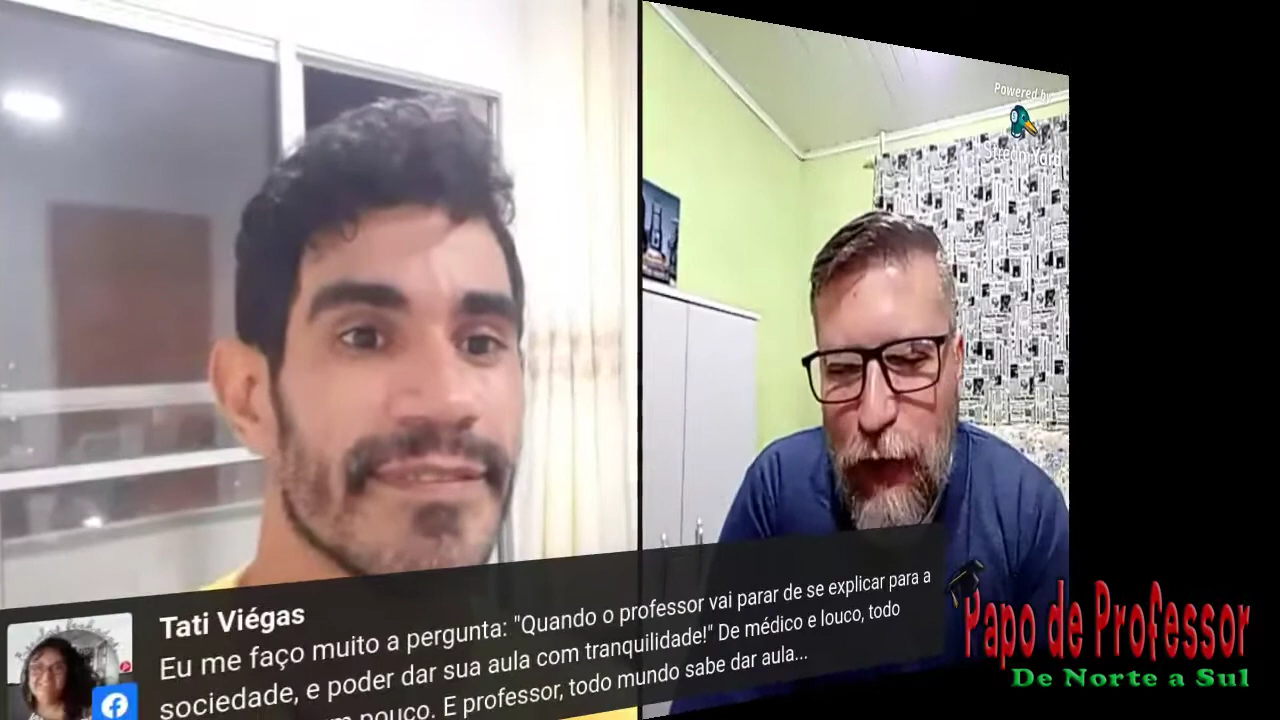 Powered by
StreamYard
Tati Viégas
Eu me faço muito a pergunta: "Quando o professor vai parar de se explicar para a
sociedade, e poder dar sua aula com tranquilidade!" De médico e louco, todo
pouco. E professor, todo mundo sabe dar aula...
Papo de Professor
De Norte a Sul